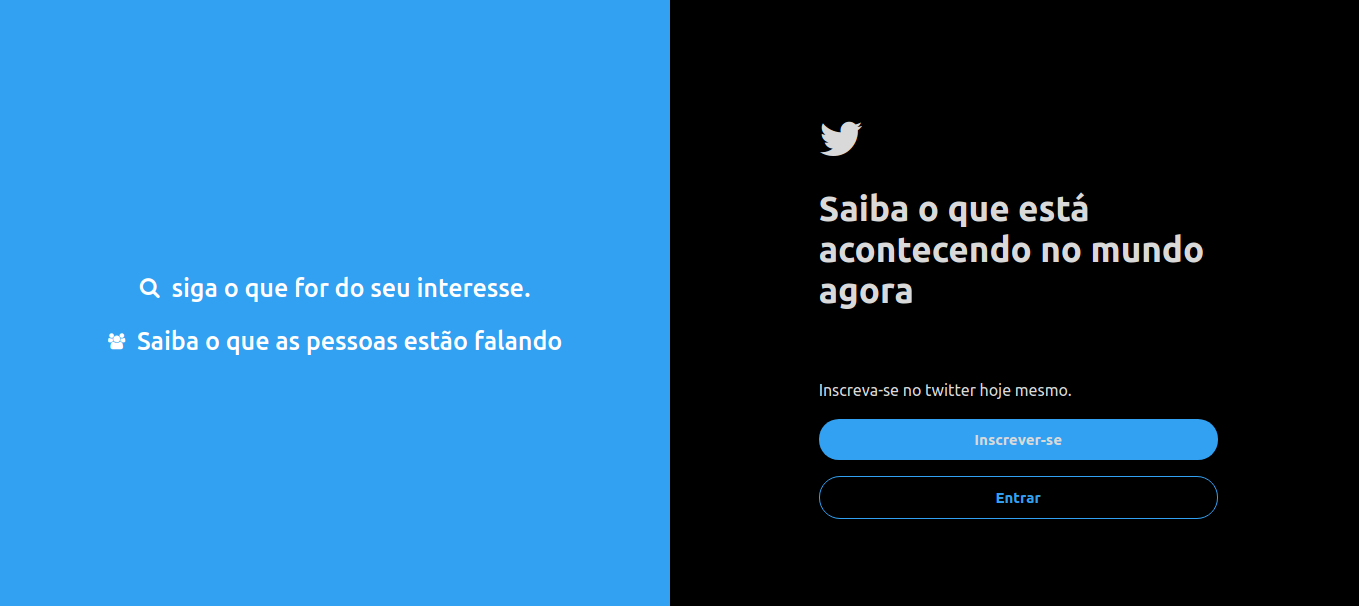 siga o que for do seu interesse.
Saiba o que as pessoas estão falando
Saiba o que está
acontecendo no mundo
agora
Inscreva-se no twitter hoje mesmo.
Inscrever-se
Entrar